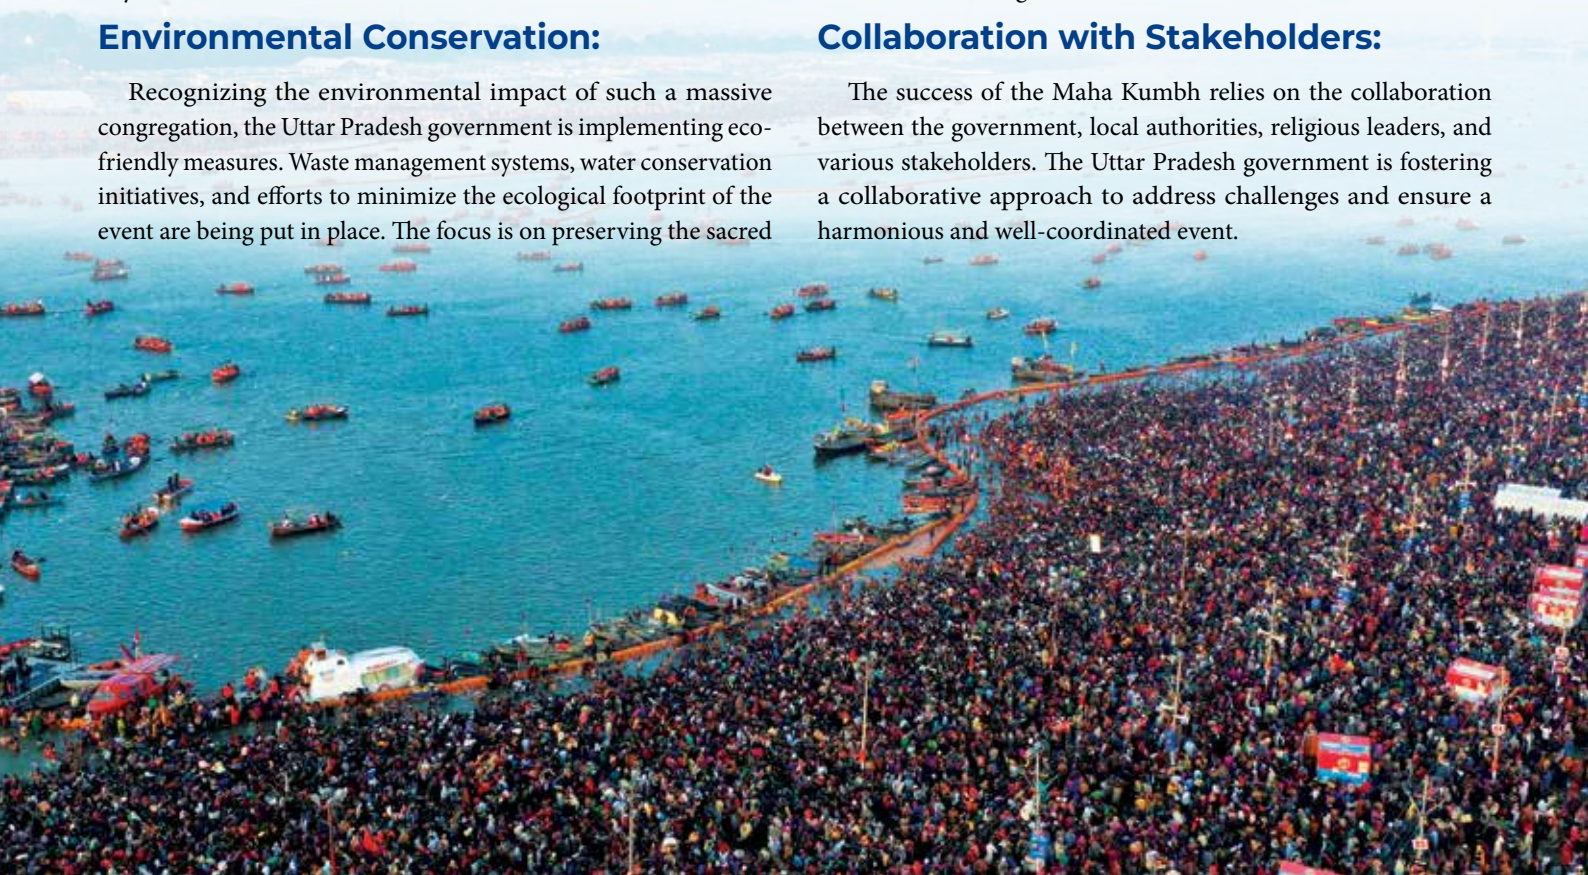 Environmental Conservation:
Recognizing the environmental impact of such a massive
congregation, the Uttar Pradesh government is implementing eco-
friendly measures. Waste management systems, water conservation
initiatives, and efforts to minimize the ecological footprint of the
event are being put in place. The focus is on preserving the sacred
Collaboration with Stakeholders:
The success of the Maha Kumbh relies on the collaboration
between the government, local authorities, religious leaders, and
various stakeholders. The Uttar Pradesh government is fostering
a collaborative approach to address challenges and ensure a
harmonious and well-coordinated event.